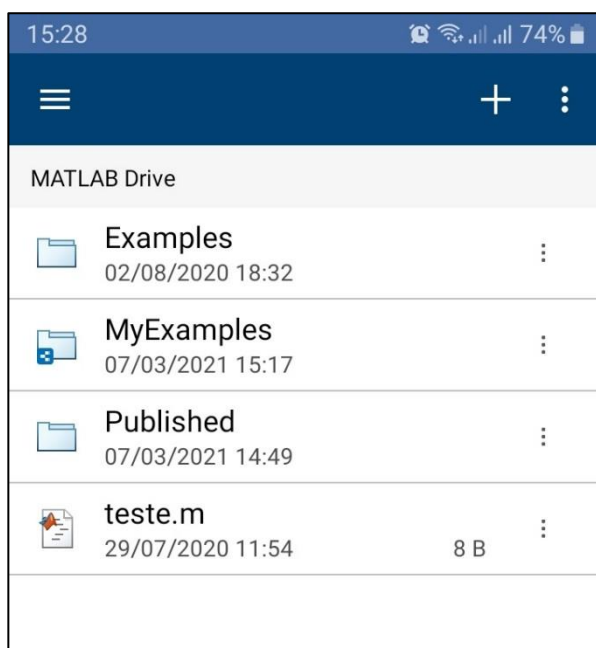 15:28 74%
MATLAB Drive
Examples
02/08/2020 18:32
MyExamples
07/03/2021 15:17
Published
07/03/2021 14:49
teste.m
29/07/2020 11:54 8 B